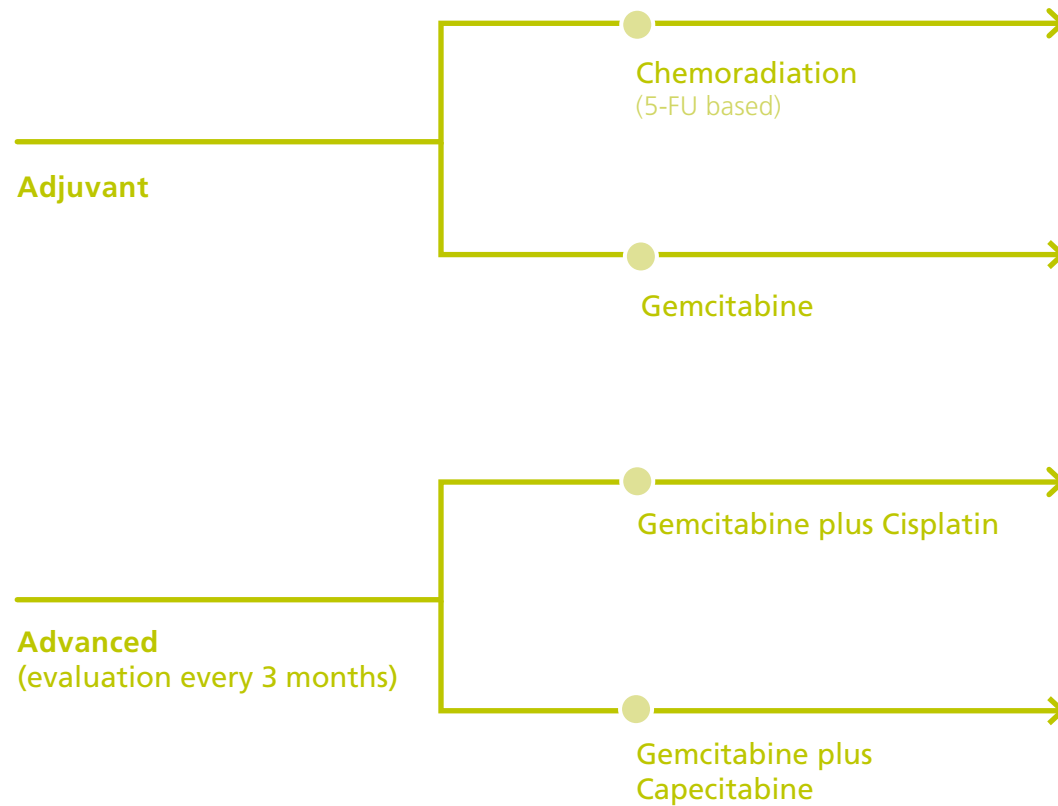 Chemoradiation
(5-FU based)
Adjuvant
Gemcitabine
Gemcitabine plus Cisplatin
Advanced
(evaluation every 3 months)
Gemcitabine plus
Capecitabine